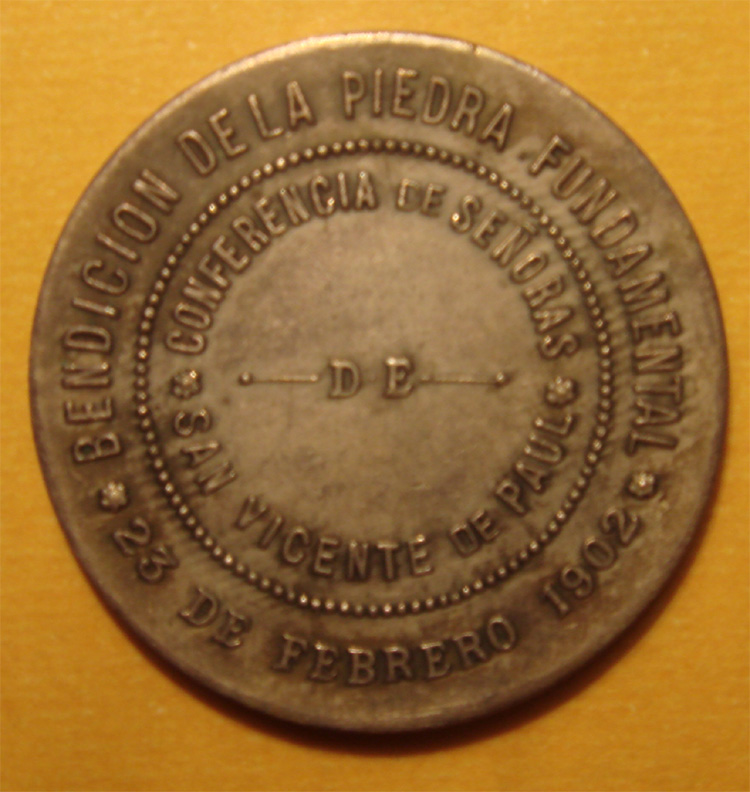 BENDICION DE LA PIEDRA FUNDAMENTAL
23 DE FEBRERO 1902
CONFERENCIA DE SEÑORAS
DE
SAN VICENTE DE PAUL